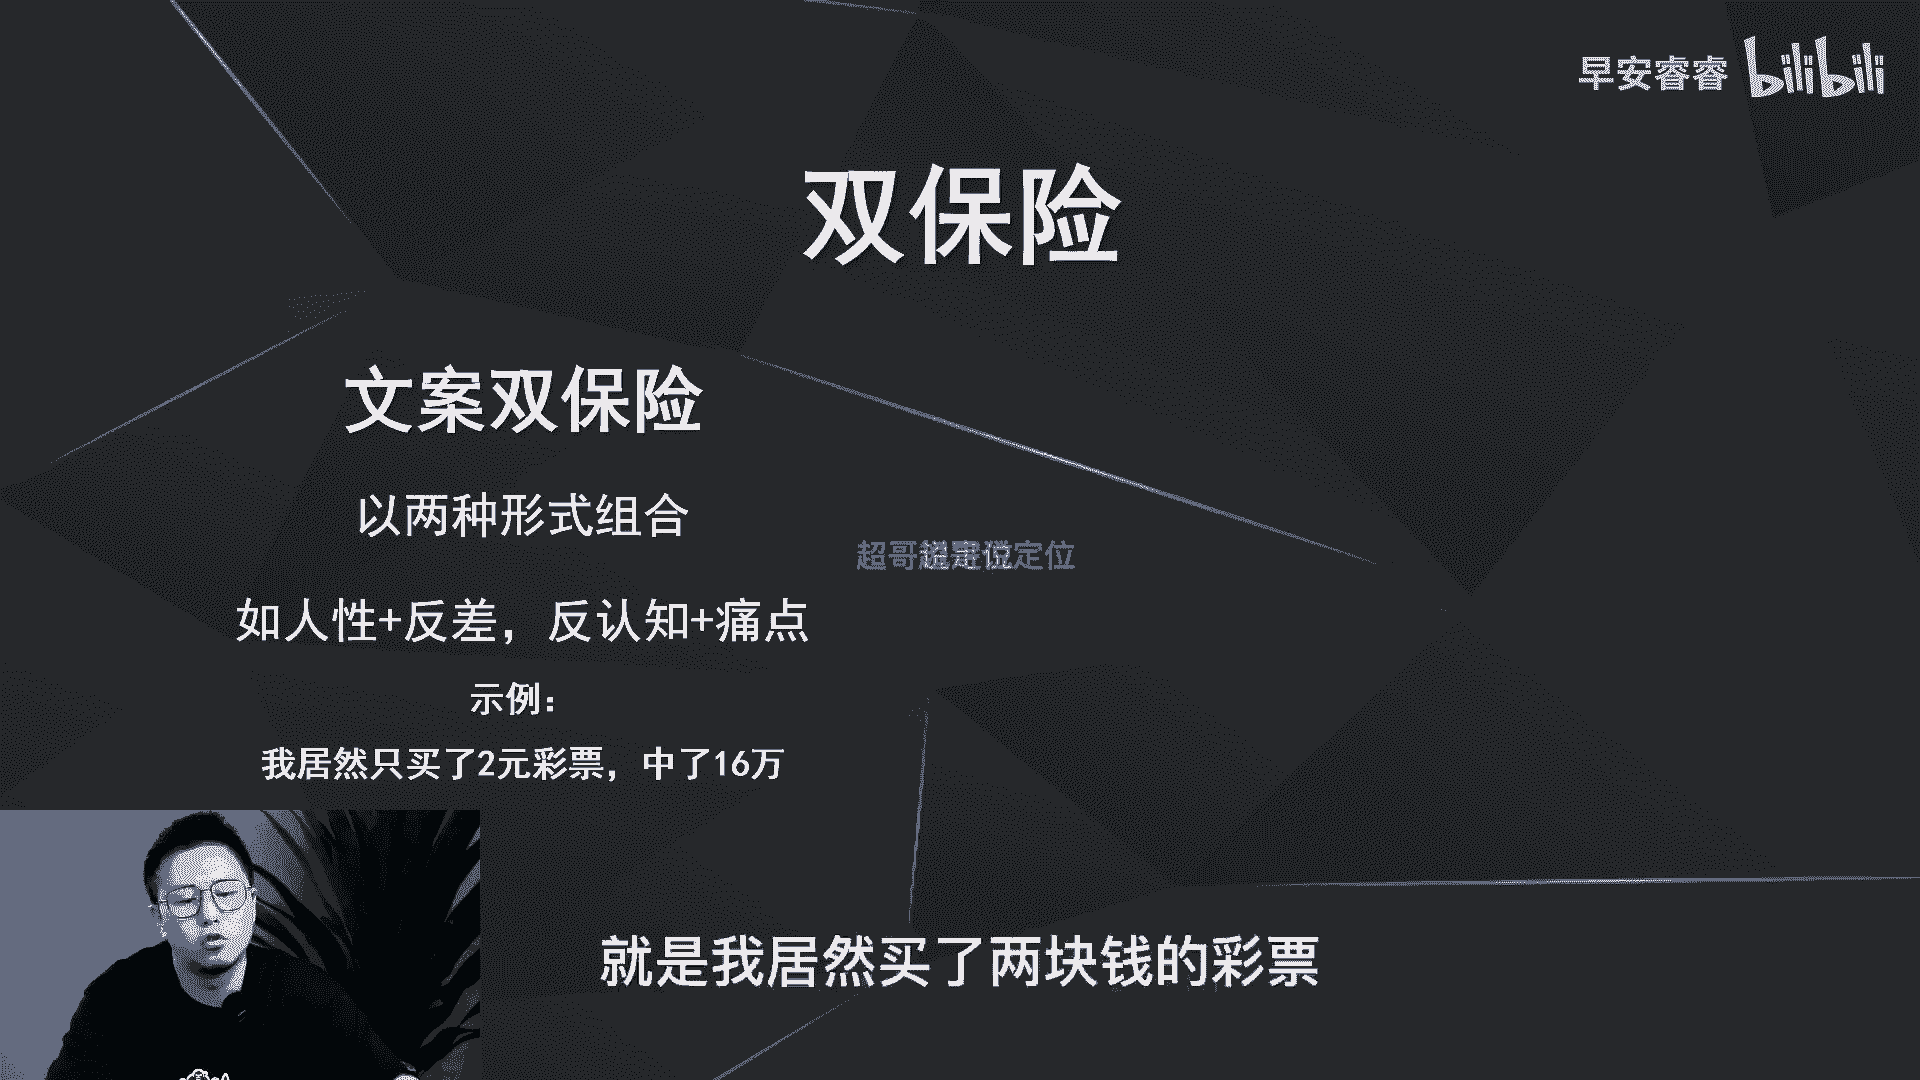 早安睿睿 bilibili
双保险
文案双保险
以两种形式组合
超哥说定位
如人性+反差，反认知+痛点
示例：
我居然只买了2元彩票，中了16万
就是我居然买了两块钱的彩票